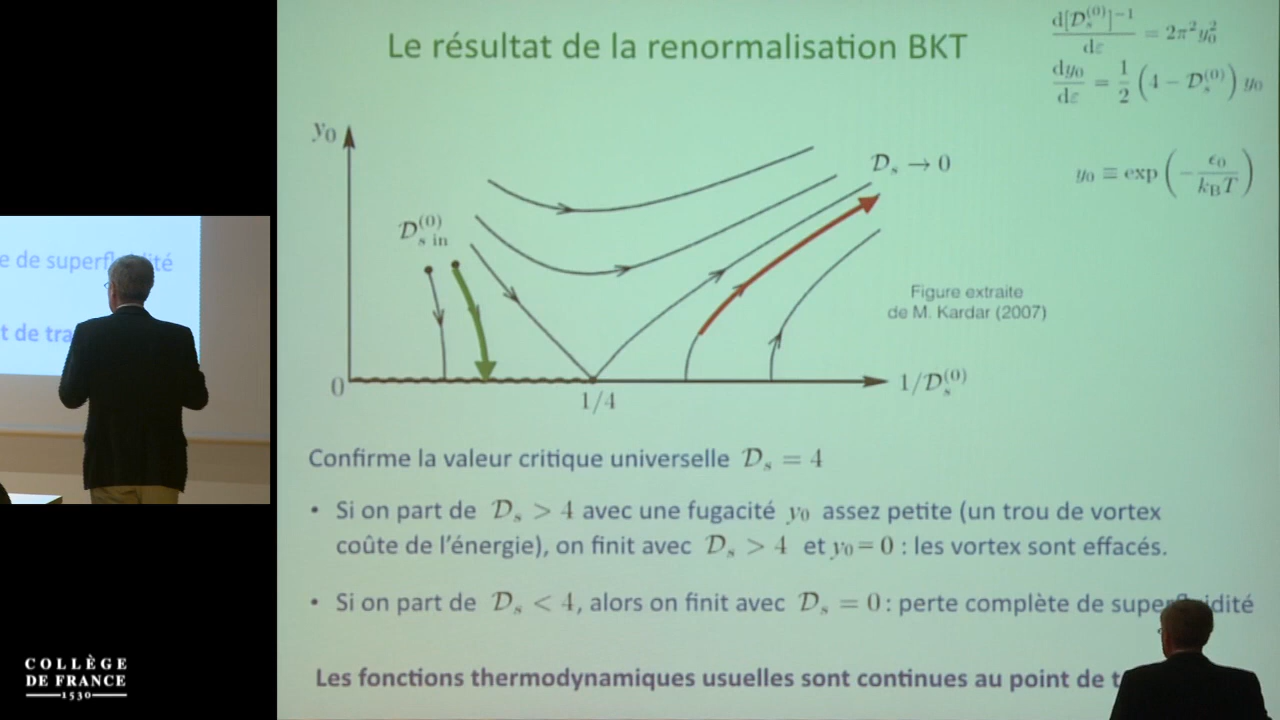 Le résultat de la renormalisation BKT
d[𝒟ₛ⁽⁰⁾]⁻¹/dε = 2π²y₀²
dy₀/dε = 1/2 (4 − 𝒟ₛ⁽⁰⁾) y₀
y₀ ≡ exp(−ϵ₀/k_BT)
y₀
𝒟ₛ⁽⁰⁾ in
𝒟ₛ → 0
Figure extraite
de M. Kardar (2007)
0
1/4
1/𝒟ₛ⁽⁰⁾
Confirme la valeur critique universelle 𝒟ₛ = 4
• Si on part de 𝒟ₛ > 4 avec une fugacité y₀ assez petite (un trou de vortex
coûte de l'énergie), on finit avec 𝒟ₛ > 4 et y₀ = 0 : les vortex sont effacés.
• Si on part de 𝒟ₛ < 4, alors on finit avec 𝒟ₛ = 0 : perte complète de superfluidité
Les fonctions thermodynamiques usuelles sont continues au point de
e de superfluidité
t de
COLLÈGE
DE FRANCE
1530